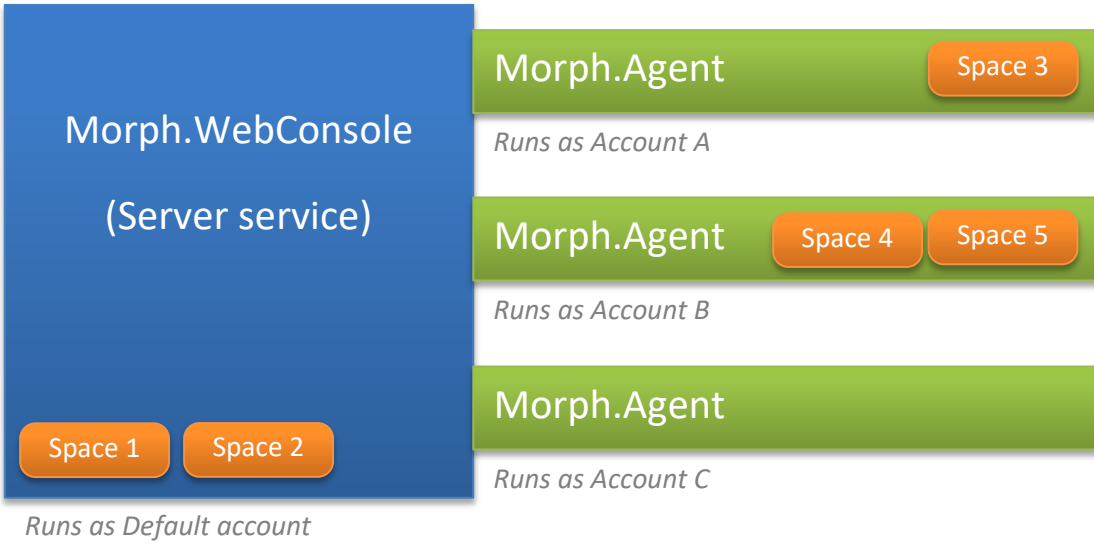 Morph.WebConsole
(Server service)
Space 1
Space 2
Runs as Default account
Morph.Agent
Space 3
Runs as Account A
Morph.Agent
Space 4
Space 5
Runs as Account B
Morph.Agent
Runs as Account C